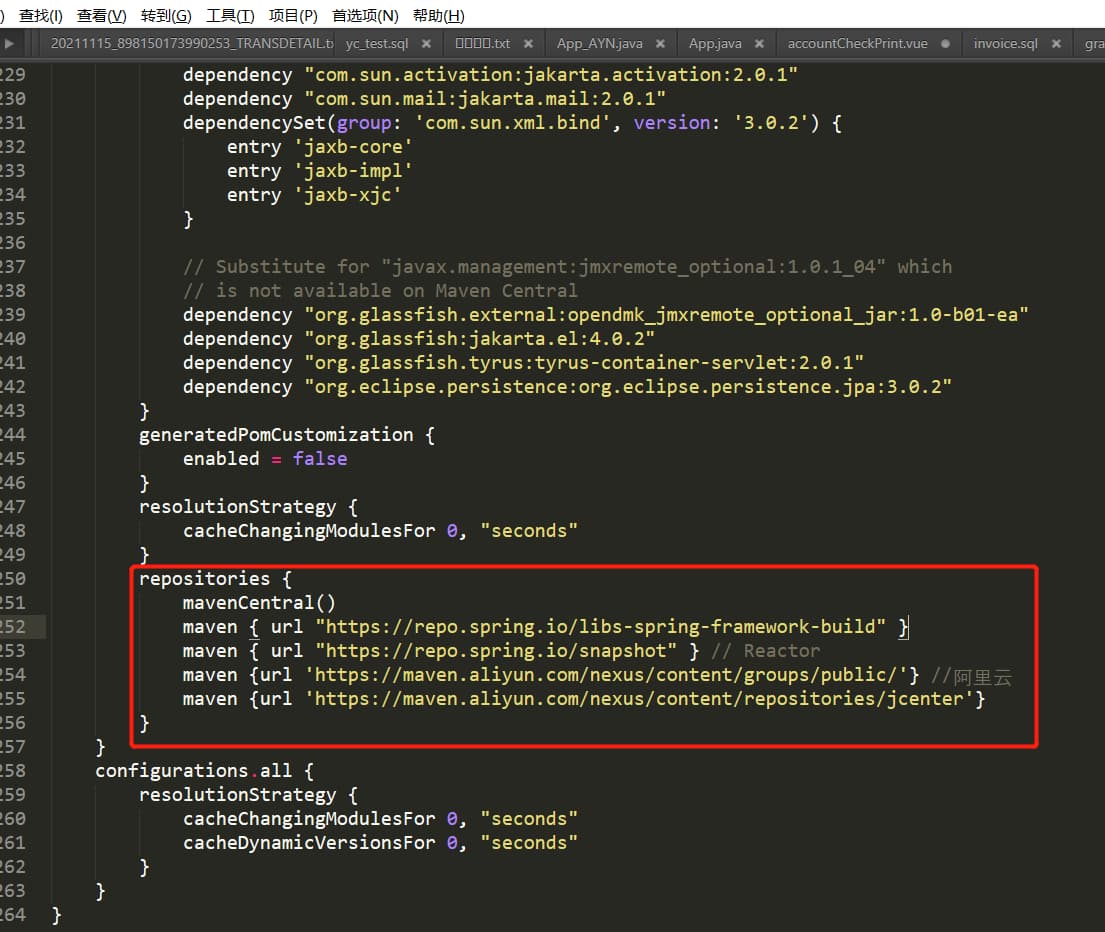 ) 查找(I) 查看(V) 转到(G) 工具(T) 项目(P) 首选项(N) 帮助(H)
20211115_898150173990253_TRANSDETAIL.t yc_test.sql × □□□□.txt × App_AYN.java × App.java × accountCheckPrint.vue ● invoice.sql × gra
229 dependency "com.sun.activation:jakarta.activation:2.0.1"
230 dependency "com.sun.mail:jakarta.mail:2.0.1"
231 dependencySet(group: 'com.sun.xml.bind', version: '3.0.2') {
232 entry 'jaxb-core'
233 entry 'jaxb-impl'
234 entry 'jaxb-xjc'
235 }
236
237 // Substitute for "javax.management:jmxremote_optional:1.0.1_04" which
238 // is not available on Maven Central
239 dependency "org.glassfish.external:opendmk_jmxremote_optional_jar:1.0-b01-ea"
240 dependency "org.glassfish:jakarta.el:4.0.2"
241 dependency "org.glassfish.tyrus:tyrus-container-servlet:2.0.1"
242 dependency "org.eclipse.persistence:org.eclipse.persistence.jpa:3.0.2"
243 }
244 generatedPomCustomization {
245 enabled = false
246 }
247 resolutionStrategy {
248 cacheChangingModulesFor 0, "seconds"
249 }
250 repositories {
251 mavenCentral()
252 maven { url "https://repo.spring.io/libs-spring-framework-build" }
253 maven { url "https://repo.spring.io/snapshot" } // Reactor
254 maven {url 'https://maven.aliyun.com/nexus/content/groups/public/'} //阿里云
255 maven {url 'https://maven.aliyun.com/nexus/content/repositories/jcenter'}
256 }
257 }
258 configurations.all {
259 resolutionStrategy {
260 cacheChangingModulesFor 0, "seconds"
261 cacheDynamicVersionsFor 0, "seconds"
262 }
263 }
264 }